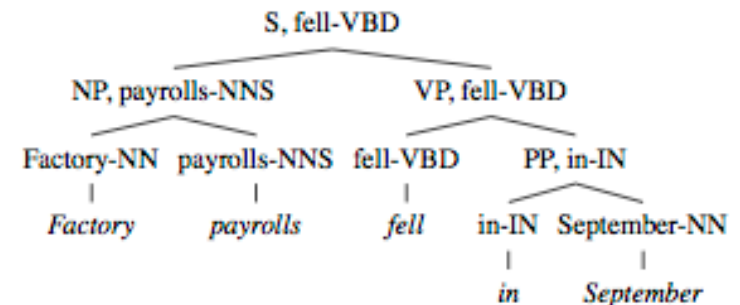 S, fell-VBD
NP, payrolls-NNS VP, fell-VBD
Factory-NN payrolls-NNS fell-VBD PP, in-IN
Factory payrolls fell in-IN September-NN
in September